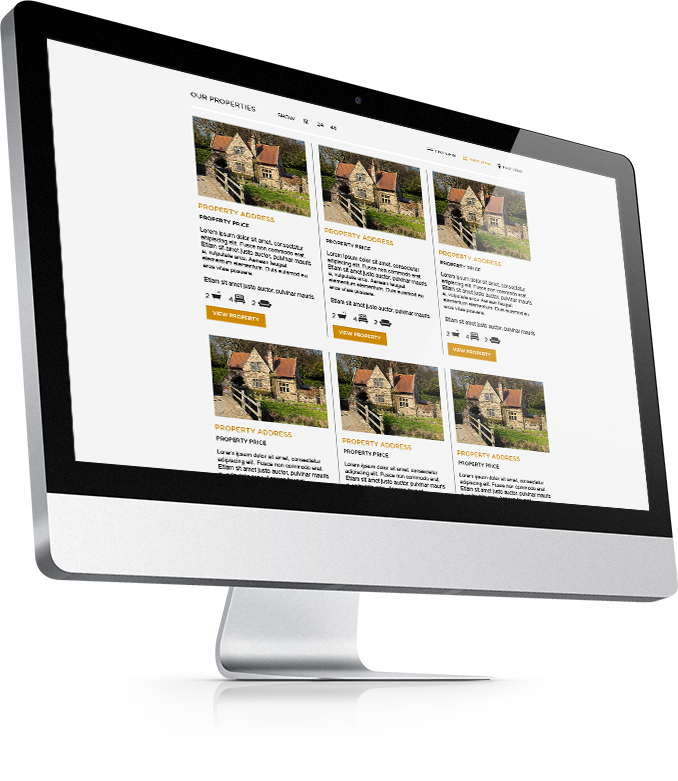 OUR PROPERTIES
SHOW 12 24 48
LIST VIEW GRID VIEW MAP VIEW
PROPERTY ADDRESS
PROPERTY PRICE
Lorem ipsum dolor sit amet, consectetur
adipiscing elit. Fusce non commodo erat.
Etiam sit amet justo auctor, pulvinar mauris
a, vulputate arcu. Aenean feugiat
elementum elementum. Duis euismod eu
eros vitae posuere.
Etiam sit amet justo auctor, pulvinar mauris
2 4 2
VIEW PROPERTY
PROPERTY ADDRESS
PROPERTY PRICE
Lorem ipsum dolor sit amet, consectetur
adipiscing elit. Fusce non commodo erat.
Etiam sit amet justo auctor, pulvinar mauris
a, vulputate arcu. Aenean feugiat
elementum elementum. Duis euismod eu
eros vitae posuere.
Etiam sit amet justo auctor, pulvinar mauris
2 4 2
VIEW PROPERTY
PROPERTY ADDRESS
PROPERTY PRICE
Lorem ipsum dolor sit amet, consectetur
adipiscing elit. Fusce non commodo erat.
Etiam sit amet justo auctor, pulvinar mauris
a, vulputate arcu. Aenean feugiat
elementum elementum. Duis euismod eu
eros vitae posuere.
Etiam sit amet justo auctor, pulvinar mauris
2 4 2
VIEW PROPERTY
PROPERTY ADDRESS
PROPERTY PRICE
Lorem ipsum dolor sit amet, consectetur
adipiscing elit. Fusce non commodo erat.
Etiam sit amet justo auctor, pulvinar mauris
PROPERTY ADDRESS
PROPERTY PRICE
Lorem ipsum dolor sit amet, consectetur
adipiscing elit. Fusce non commodo erat.
Etiam sit amet justo auctor, pulvinar mauris
PROPERTY ADDRESS
PROPERTY PRICE
Lorem ipsum dolor sit amet, consectetur
adipiscing elit. Fusce non commodo erat.
Etiam sit amet justo auctor, pulvinar mauris